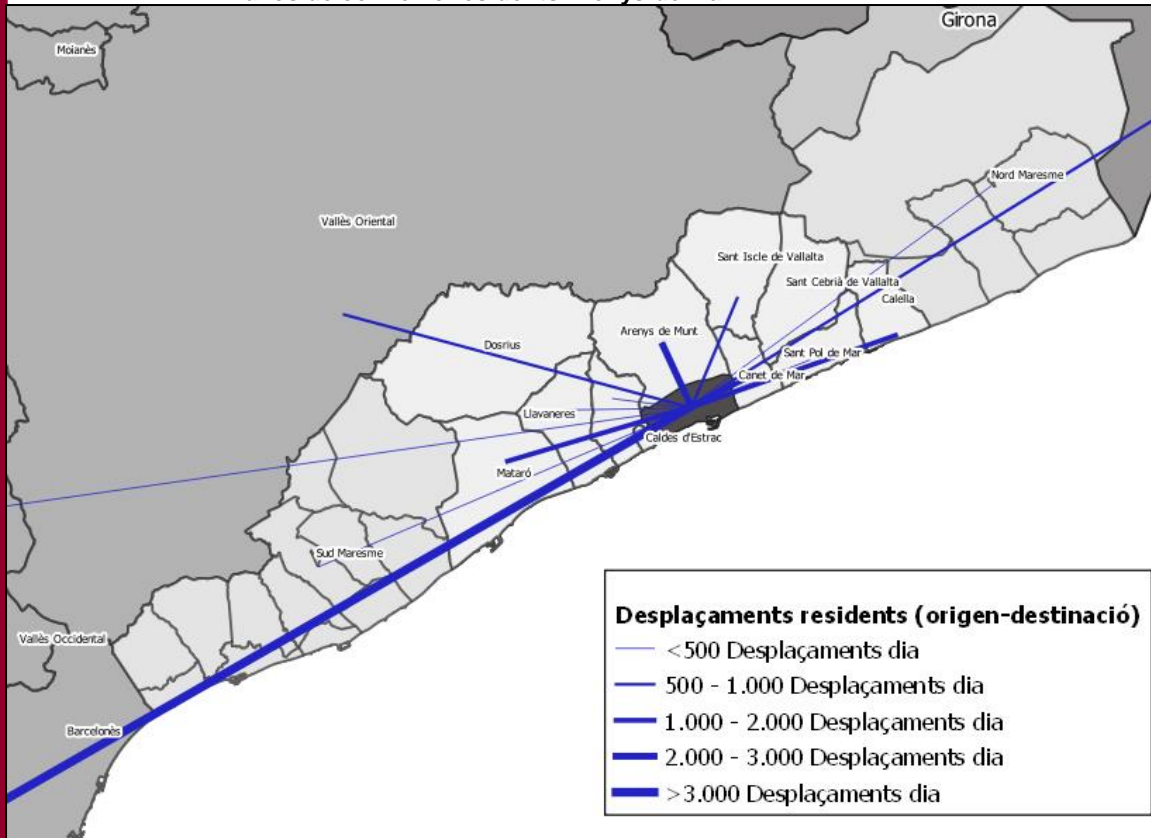 Girona
Moianès
Nord Maresme
Vallès Oriental
Sant Iscle de Vallalta
Sant Cebrià de Vallalta
Calella
Arenys de Munt
Dosrius
Sant Pol de Mar
Canet de Mar
Llavaneres
Caldes d'Estrac
Mataró
Sud Maresme
Vallès Occidental
Barcelonès
Desplaçaments residents (origen-destinació)
<500 Desplaçaments dia
500 - 1.000 Desplaçaments dia
1.000 - 2.000 Desplaçaments dia
2.000 - 3.000 Desplaçaments dia
>3.000 Desplaçaments dia